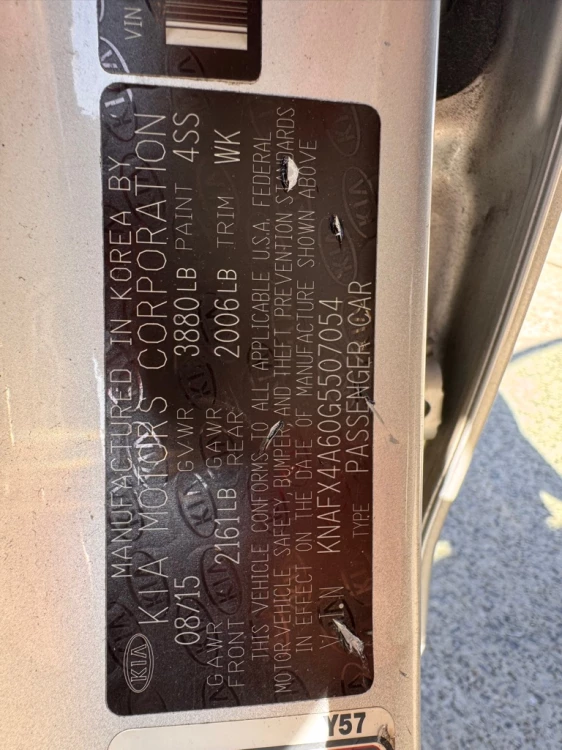 VIN
KIA
MANUFACTURED IN KOREA BY
KIA MOTORS CORPORATION
08/15 GVWR 3880LB PAINT 4SS
GAWR GAWR
FRONT 2161LB REAR 2006LB TRIM WK
THIS VEHICLE CONFORMS TO ALL APPLICABLE U.S.A. FEDERAL
MOTOR VEHICLE SAFETY, BUMPER, AND THEFT PREVENTION STANDARDS
IN EFFECT ON THE DATE OF MANUFACTURE SHOWN ABOVE
V.I.N KNAFX4A60G5507054
TYPE PASSENGER CAR
Y57